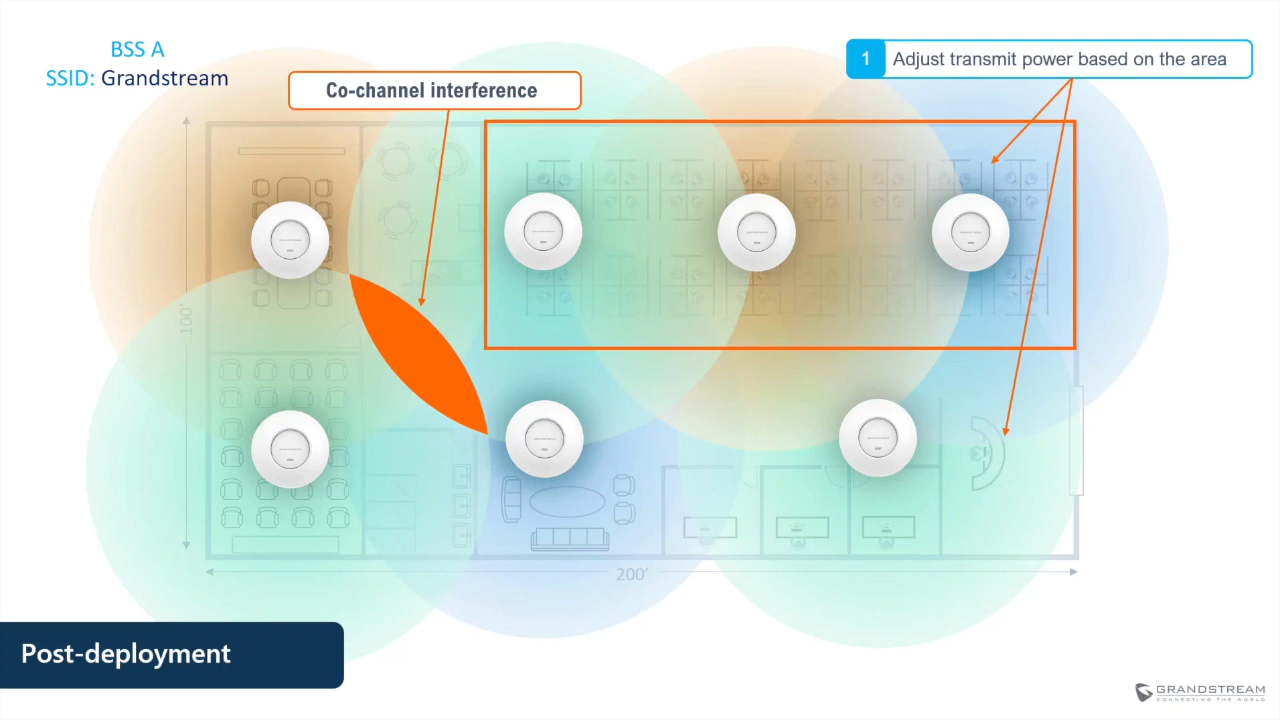 BSS A
SSID: Grandstream
Co-channel interference
1
Adjust transmit power based on the area
100'
200'
Post-deployment
GRANDSTREAM
CONNECTING THE WORLD